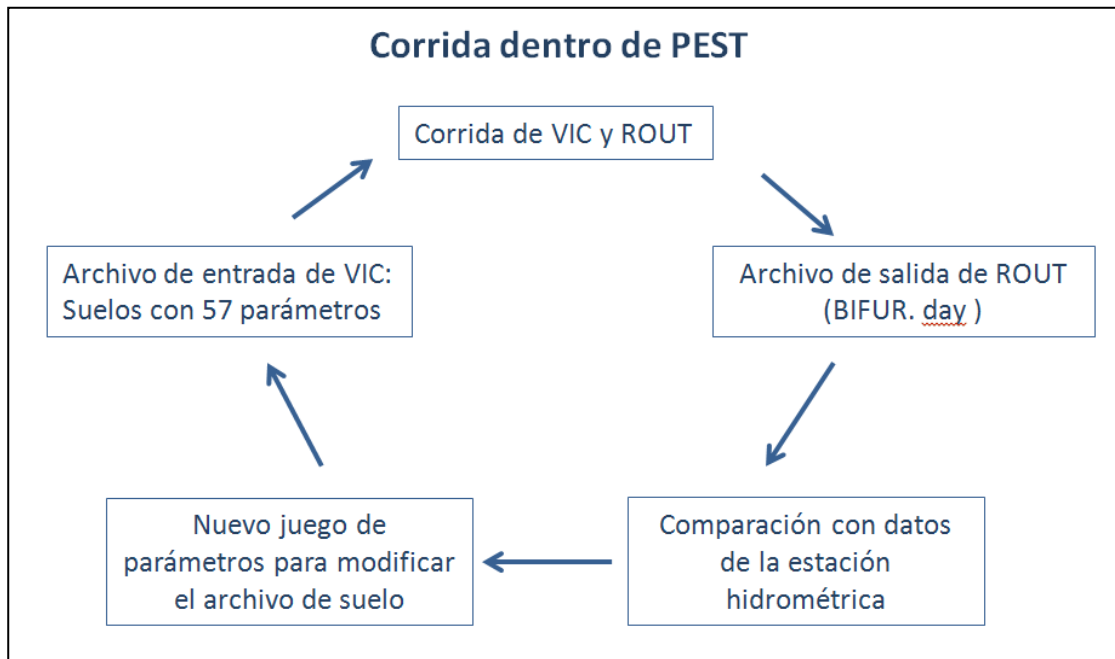 Corrida dentro de PEST
Corrida de VIC y ROUT
Archivo de entrada de VIC:
Suelos con 57 parámetros
Archivo de salida de ROUT
(BIFUR. day )
Nuevo juego de
parámetros para modificar
el archivo de suelo
Comparación con datos
de la estación
hidrométrica